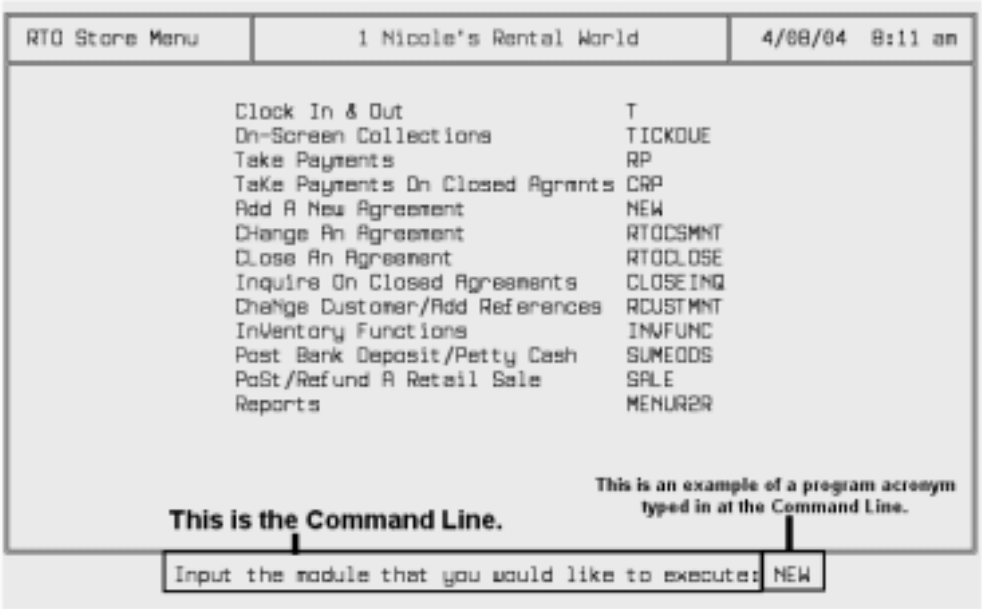 RTO Store Menu 1 Nicole's Rental World 4/08/04 8:11 am
Clock In & Out T
On-Screen Collections TICKDUE
Take Payments RP
TaKe Payments On Closed Agrmnts CRP
Add A New Agreement NEW
CHange An Agreement RTOCSMNT
CLose An Agreement RTOCLOSE
Inquire On Closed Agreements CLOSEINQ
ChaNge Customer/Add References RCUSTMNT
InVentory Functions INVFUNC
Post Bank Deposit/Petty Cash SUMEODS
PoSt/Refund A Retail Sale SALE
Reports MENUR2R
This is an example of a program acronym
typed in at the Command Line.
This is the Command Line.
Input the module that you would like to execute: NEW